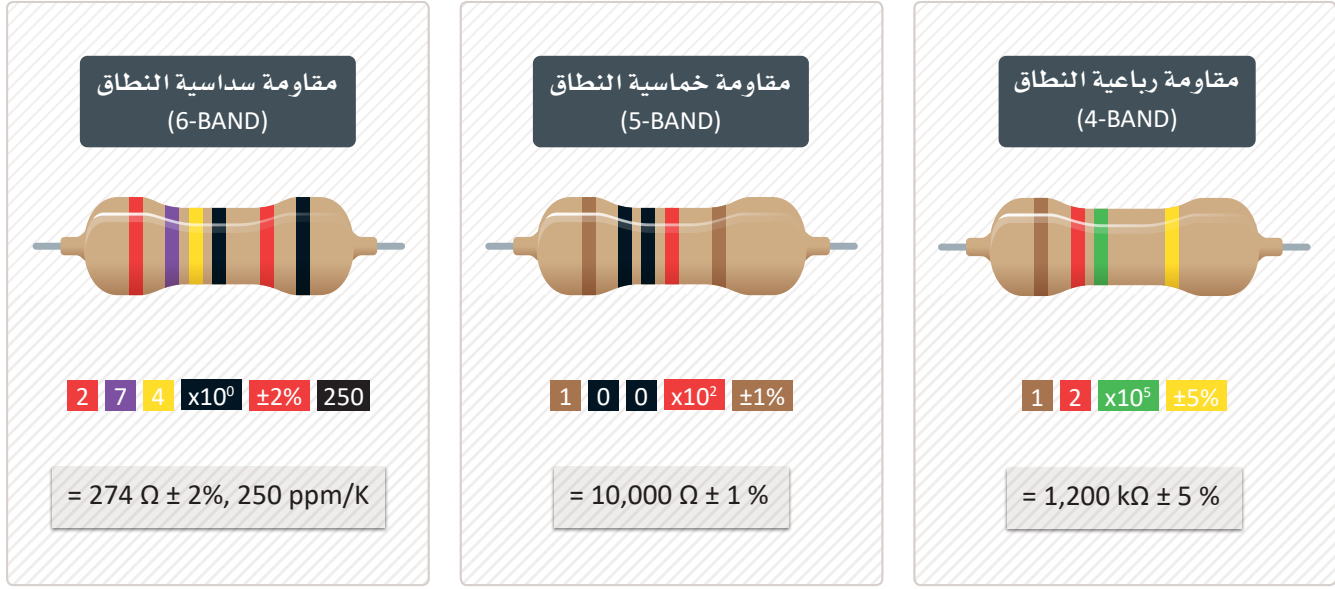 مقاومة رباعية النطاق
(4-BAND)
1 2 x10⁵ ±5%
= 1,200 kΩ ± 5 %
مقاومة خماسية النطاق
(5-BAND)
1 0 0 x10² ±1%
= 10,000 Ω ± 1 %
مقاومة سداسية النطاق
(6-BAND)
2 7 4 x10⁰ ±2% 250
= 274 Ω ± 2%, 250 ppm/K